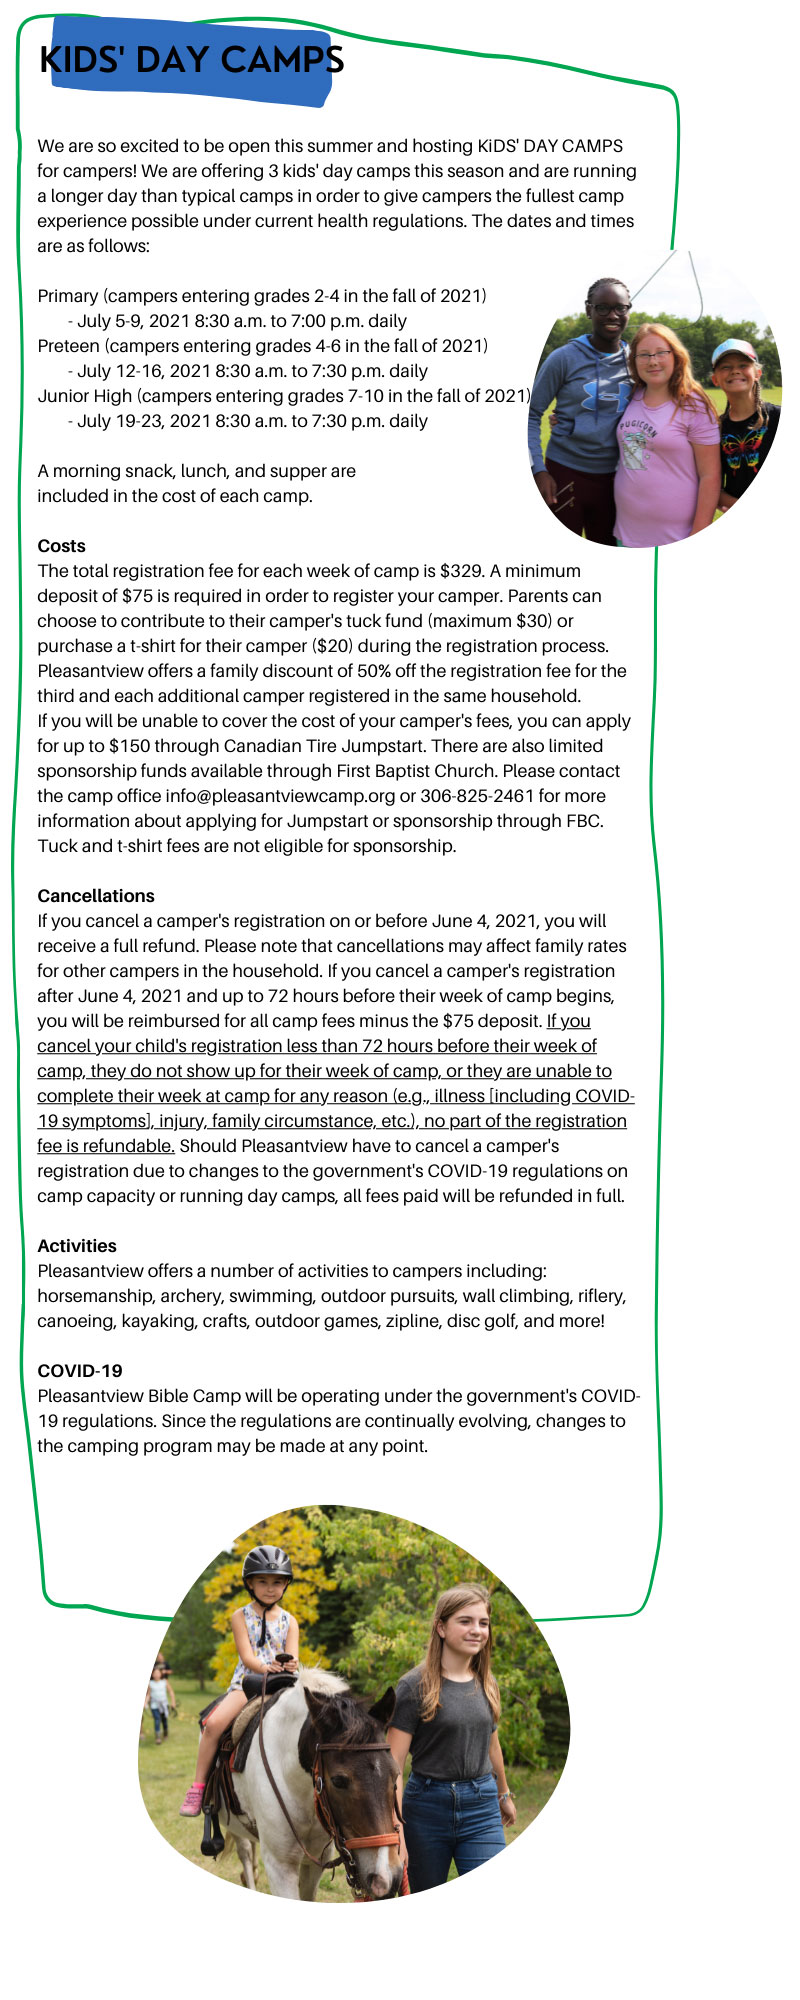 KIDS' DAY CAMPS
We are so excited to be open this summer and hosting KiDS' DAY CAMPS
for campers! We are offering 3 kids' day camps this season and are running
a longer day than typical camps in order to give campers the fullest camp
experience possible under current health regulations. The dates and times
are as follows:
Primary (campers entering grades 2-4 in the fall of 2021)
- July 5-9, 2021 8:30 a.m. to 7:00 p.m. daily
Preteen (campers entering grades 4-6 in the fall of 2021)
- July 12-16, 2021 8:30 a.m. to 7:30 p.m. daily
Junior High (campers entering grades 7-10 in the fall of 2021)
- July 19-23, 2021 8:30 a.m. to 7:30 p.m. daily
PUGICORN
A morning snack, lunch, and supper are
included in the cost of each camp.
Costs
The total registration fee for each week of camp is $329. A minimum
deposit of $75 is required in order to register your camper. Parents can
choose to contribute to their camper's tuck fund (maximum $30) or
purchase a t-shirt for their camper ($20) during the registration process.
Pleasantview offers a family discount of 50% off the registration fee for the
third and each additional camper registered in the same household.
If you will be unable to cover the cost of your camper's fees, you can apply
for up to $150 through Canadian Tire Jumpstart. There are also limited
sponsorship funds available through First Baptist Church. Please contact
the camp office info@pleasantviewcamp.org or 306-825-2461 for more
information about applying for Jumpstart or sponsorship through FBC.
Tuck and t-shirt fees are not eligible for sponsorship.
Cancellations
If you cancel a camper's registration on or before June 4, 2021, you will
receive a full refund. Please note that cancellations may affect family rates
for other campers in the household. If you cancel a camper's registration
after June 4, 2021 and up to 72 hours before their week of camp begins,
you will be reimbursed for all camp fees minus the $75 deposit. If you
cancel your child's registration less than 72 hours before their week of
camp, they do not show up for their week of camp, or they are unable to
complete their week at camp for any reason (e.g., illness [including COVID-
19 symptoms], injury, family circumstance, etc.), no part of the registration
fee is refundable. Should Pleasantview have to cancel a camper's
registration due to changes to the government's COVID-19 regulations on
camp capacity or running day camps, all fees paid will be refunded in full.
Activities
Pleasantview offers a number of activities to campers including:
horsemanship, archery, swimming, outdoor pursuits, wall climbing, riflery,
canoeing, kayaking, crafts, outdoor games, zipline, disc golf, and more!
COVID-19
Pleasantview Bible Camp will be operating under the government's COVID-
19 regulations. Since the regulations are continually evolving, changes to
the camping program may be made at any point.